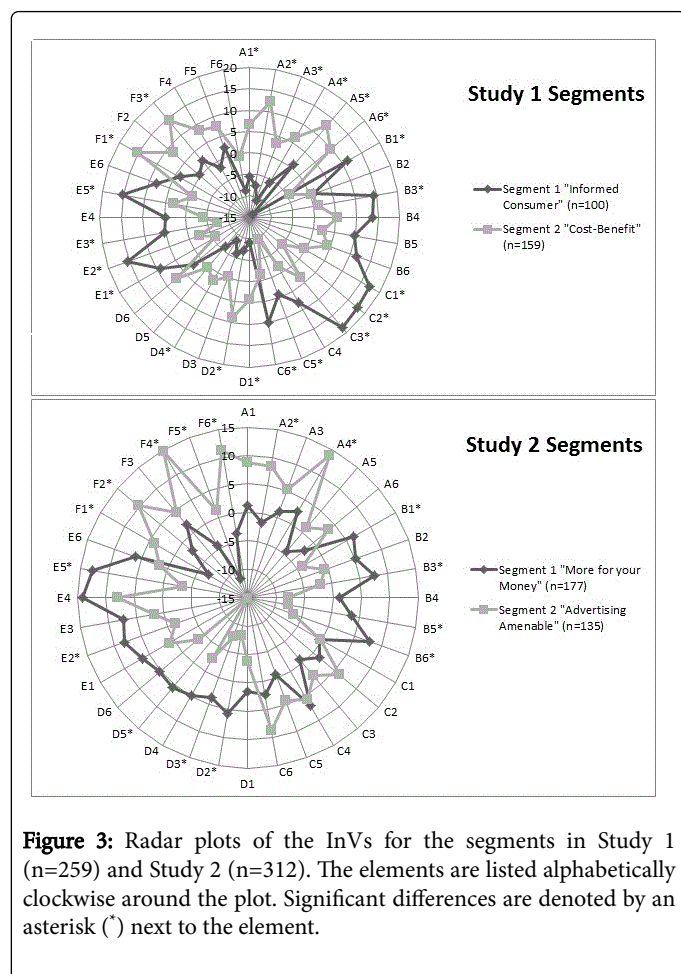 A1*
A2*
A3*
A4*
A5*
A6*
B1*
B2
B3*
B4
B5
B6
C1*
C2*
C3*
C4
C5*
C6*
D1*
D2*
D3
D4*
D5
D6
E1*
E2*
E3*
E4
E5*
E6
F1*
F2
F3*
F4
F5
F6
20
15
10
5
0
-5
-10
-15
Study 1 Segments
Segment 1 "Informed
Consumer" (n=100)
Segment 2 "Cost-Benefit"
(n=159)
A1
A2*
A3
A4*
A5
A6
B1*
B2
B3*
B4
B5*
B6*
C1
C2
C3
C4
C5
C6
D1
D2*
D3*
D4
D5*
D6
E1
E2*
E3
E4
E5*
E6
F1*
F2*
F3
F4*
F5*
F6*
15
10
5
0
-5
-10
-15
Study 2 Segments
Segment 1 "More for your
Money" (n=177)
Segment 2 "Advertising
Amenable" (n=135)
Figure 3: Radar plots of the InVs for the segments in Study 1
(n=259) and Study 2 (n=312). The elements are listed alphabetically
clockwise around the plot. Significant differences are denoted by an
asterisk (*) next to the element.